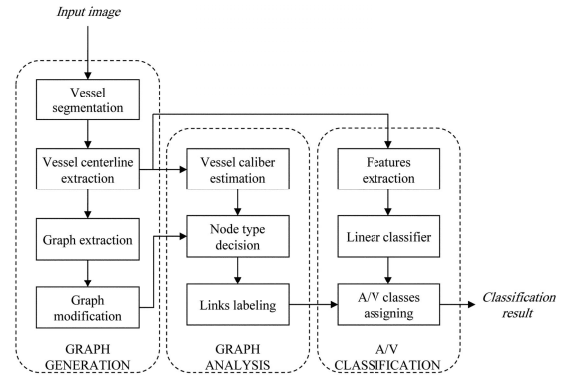 Input image
Vessel
segmentation
Vessel centerline
extraction
Graph extraction
Graph
modification
GRAPH
GENERATION
Vessel caliber
estimation
Node type
decision
Links labeling
GRAPH
ANALYSIS
Features
extraction
Linear classifier
A/V classes
assigning
A/V
CLASSIFICATION
Classification
result